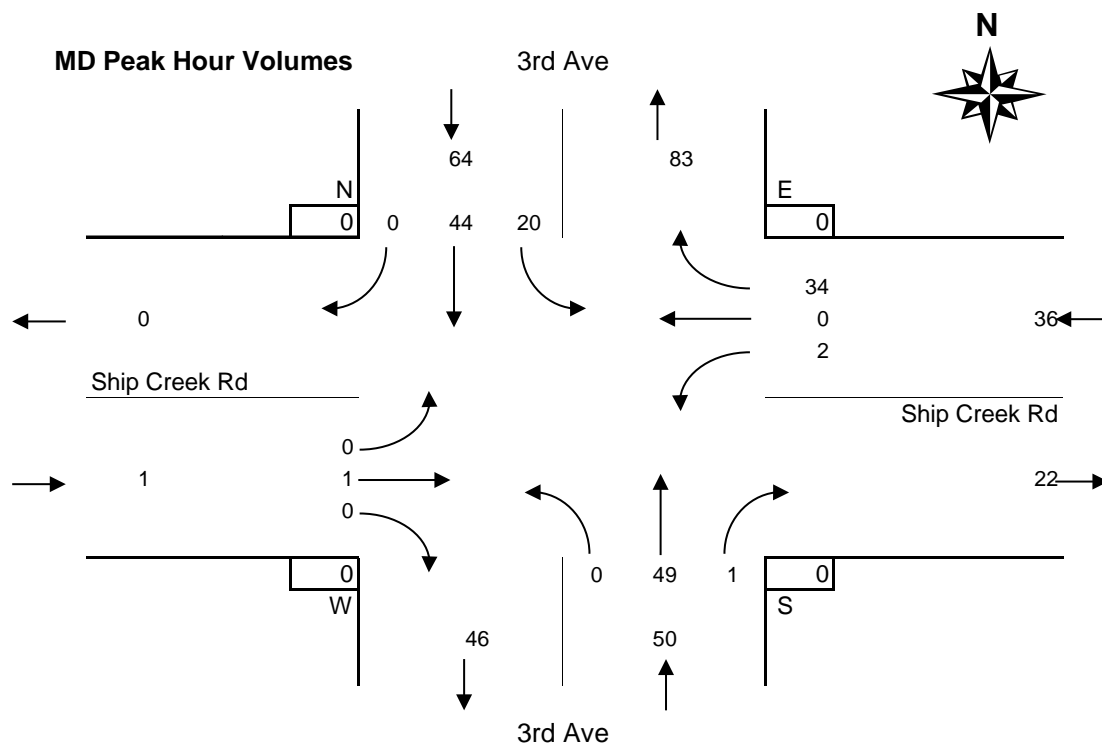 N
MD Peak Hour Volumes 3rd Ave
64 83
N E
0 0 44 20 0
34
0 0 36
2
Ship Creek Rd
Ship Creek Rd
0
1 1 22
0
0 0 49 1 0
W S
46 50
3rd Ave